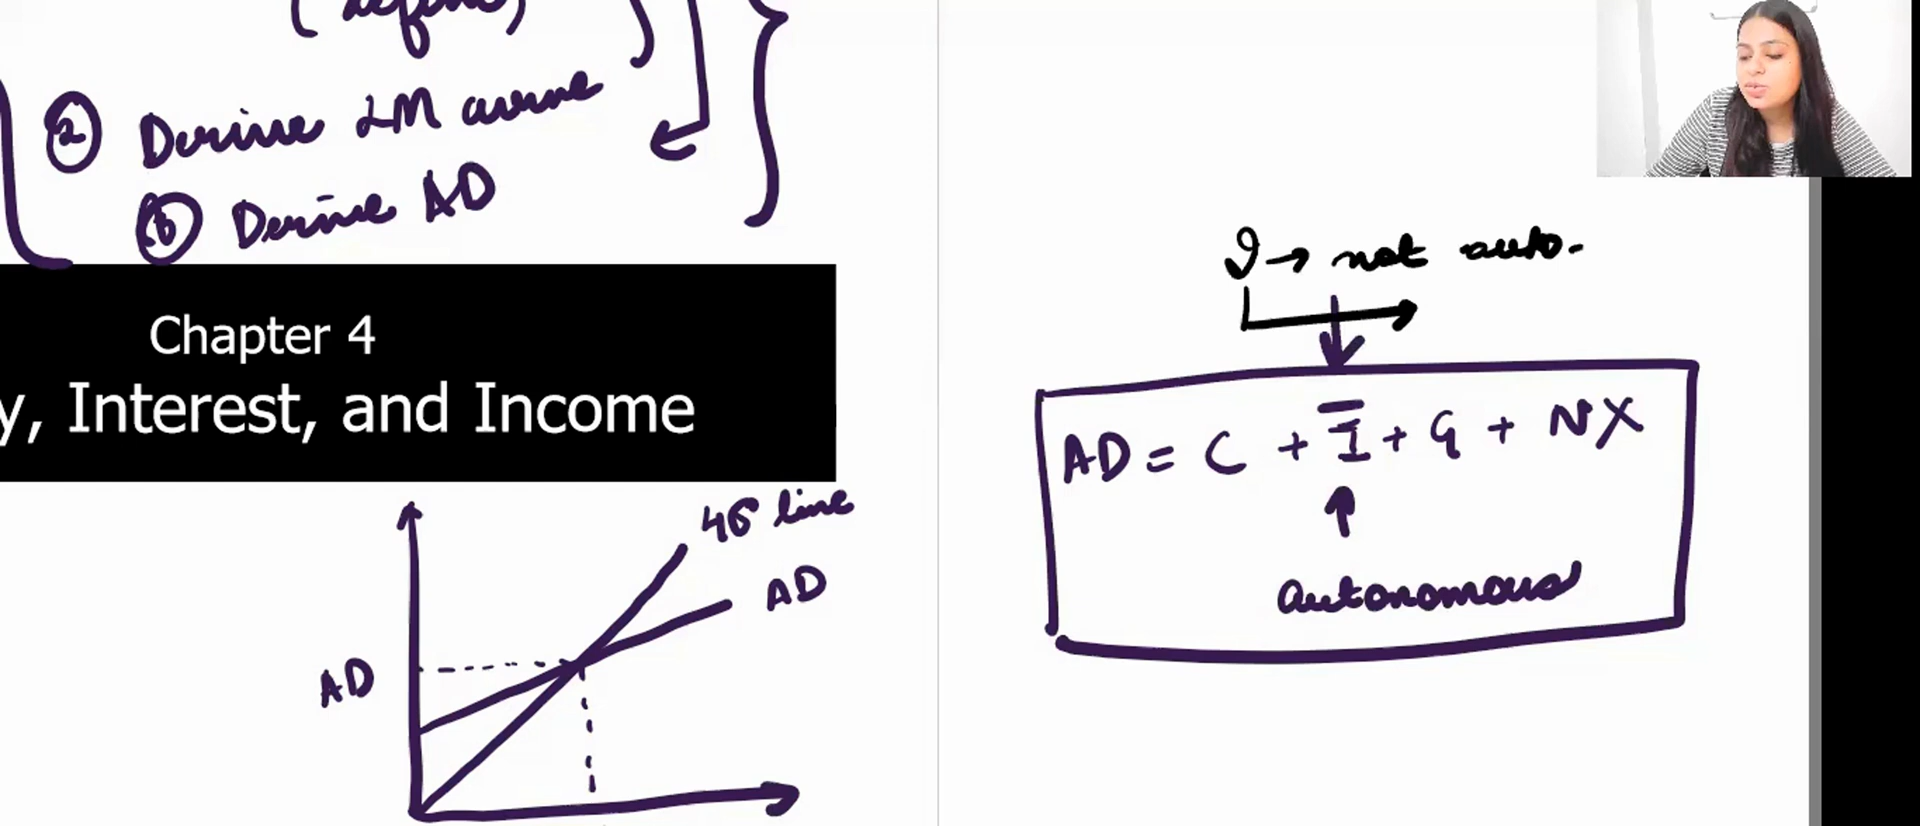 (define)
② Derive LM curve
⑥ Derive AD
Chapter 4
y, Interest, and Income
45 line
AD
AD
I → not auto.
AD = C + I̅ + G + NX
autonomous